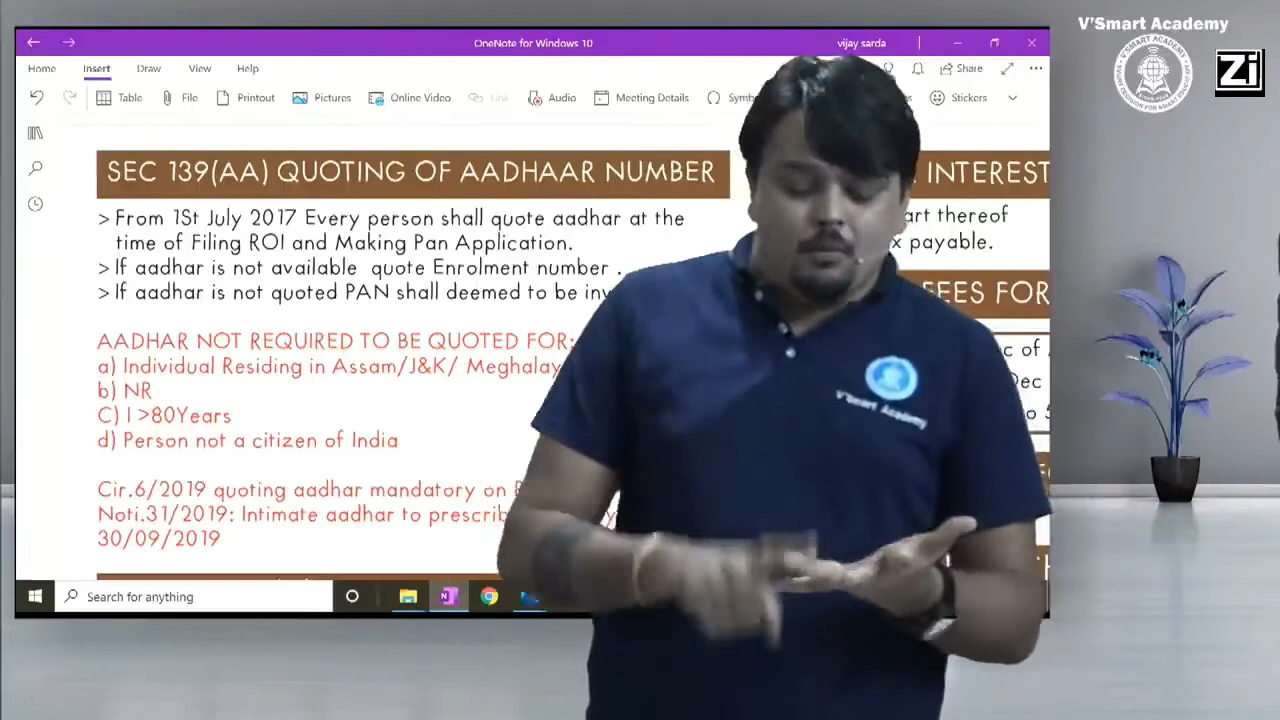 V'Smart Academy
OneNote for Windows 10
vijay sarda
Home Insert Draw View Help
Share
Table File Printout Pictures Online Video Link Audio Meeting Details Stickers
SEC 139(AA) QUOTING OF AADHAAR NUMBER
INTEREST
> From 1St July 2017 Every person shall quote aadhar at the
time of Filing ROI and Making Pan Application.
> If aadhar is not available quote Enrolment number .
> If aadhar is not quoted PAN shall deemed to be inv
art thereof
x payable.
FEES FOR
AADHAR NOT REQUIRED TO BE QUOTED FOR:
a) Individual Residing in Assam/J&K/ Meghalay
b) NR
C) I >80Years
d) Person not a citizen of India
c of
Dec
Cir.6/2019 quoting aadhar mandatory on
Noti.31/2019: Intimate aadhar to prescrib
30/09/2019
Search for anything
V'Smart Academy
Zi